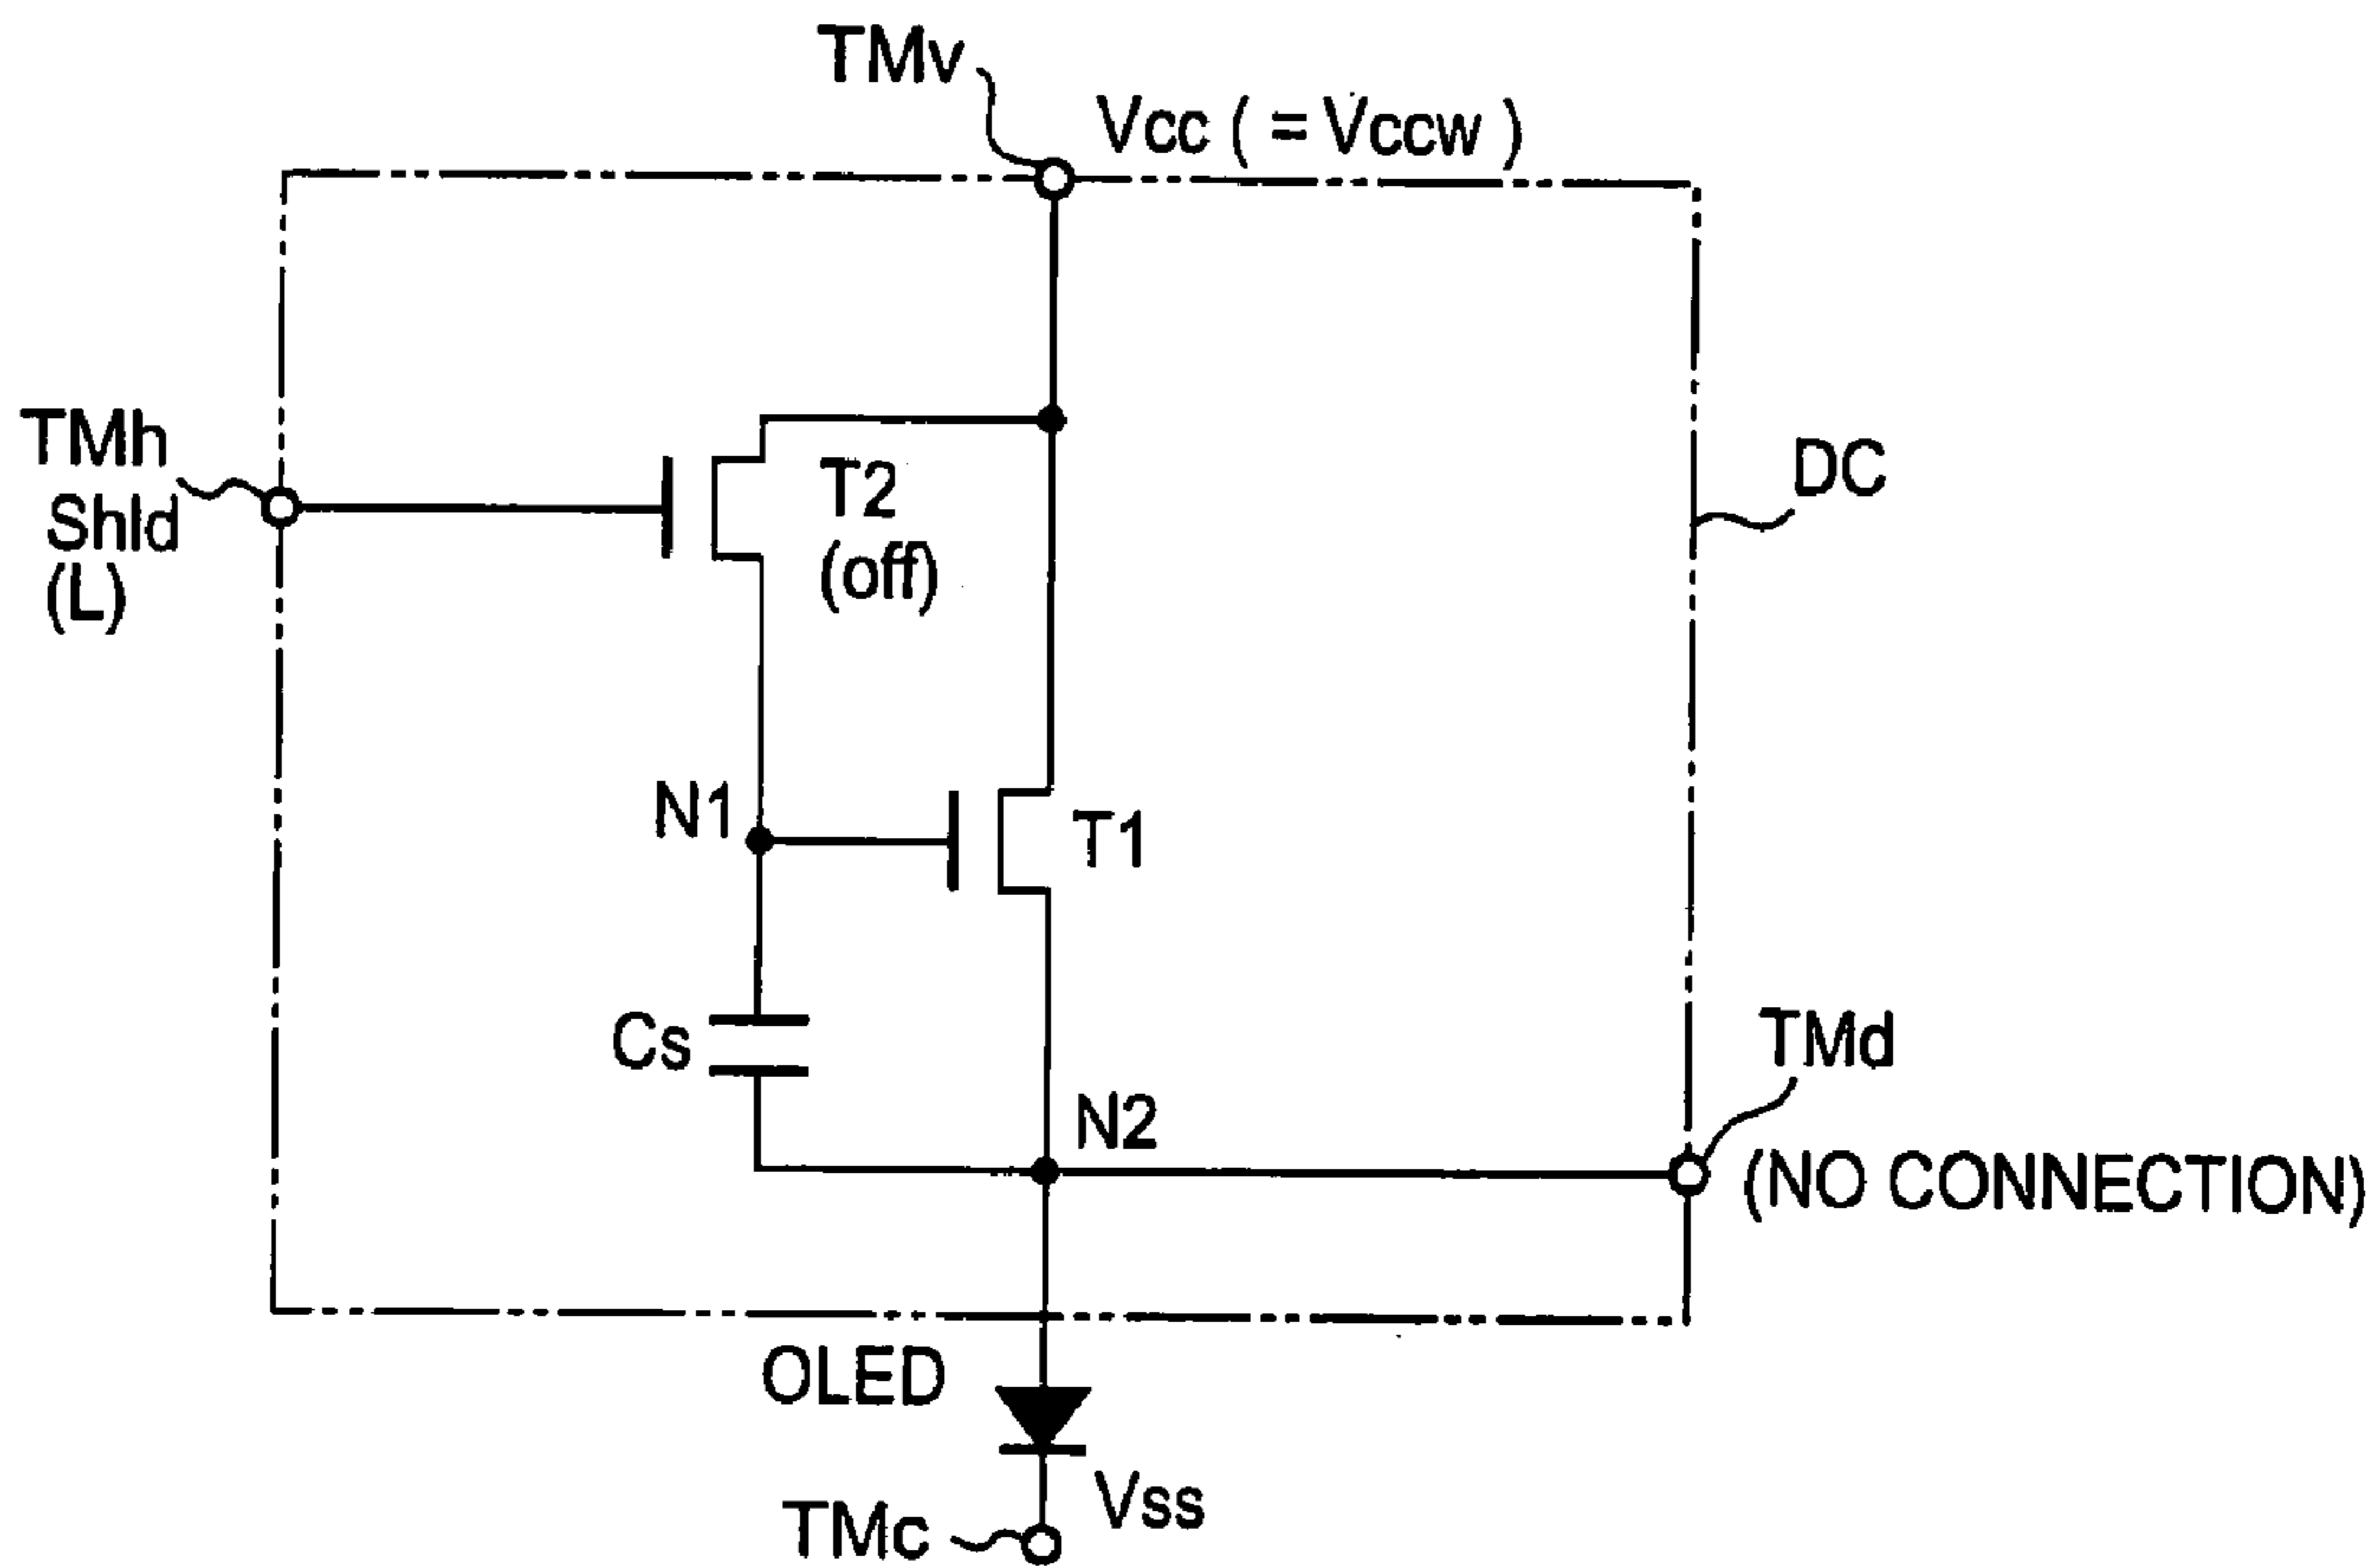 TMv
Vcc ( = Vccw )
TMh
Shld
(L)
T2
(off)
DC
N1
T1
Cs
TMd
N2
(NO CONNECTION)
OLED
Vss
TMc